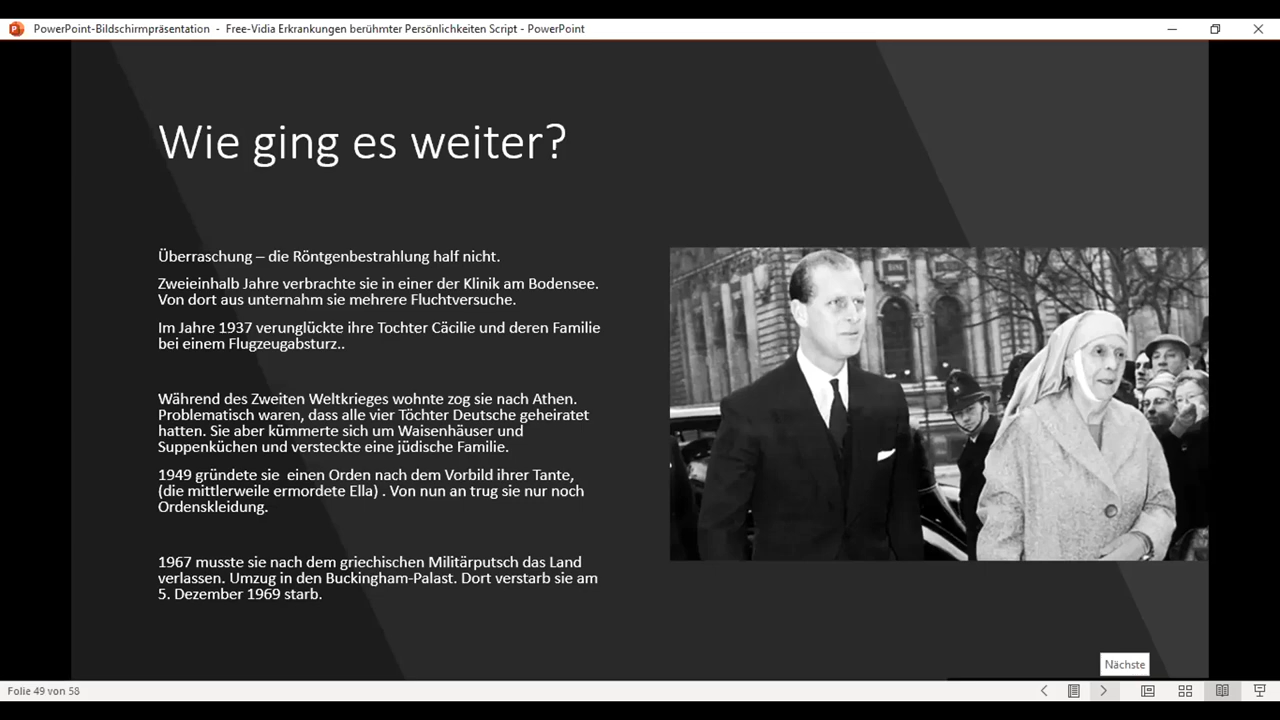 PowerPoint-Bildschirmpräsentation - Free-Vidia Erkrankungen berühmter Persönlichkeiten Script - PowerPoint
Wie ging es weiter?
Überraschung – die Röntgenbestrahlung half nicht.
Zweieinhalb Jahre verbrachte sie in einer der Klinik am Bodensee.
Von dort aus unternahm sie mehrere Fluchtversuche.
Im Jahre 1937 verunglückte ihre Tochter Cäcilie und deren Familie
bei einem Flugzeugabsturz..
Während des Zweiten Weltkrieges wohnte zog sie nach Athen.
Problematisch waren, dass alle vier Töchter Deutsche geheiratet
hatten. Sie aber kümmerte sich um Waisenhäuser und
Suppenküchen und versteckte eine jüdische Familie.
1949 gründete sie  einen Orden nach dem Vorbild ihrer Tante,
(die mittlerweile ermordete Ella) . Von nun an trug sie nur noch
Ordenskleidung.
1967 musste sie nach dem griechischen Militärputsch das Land
verlassen. Umzug in den Buckingham-Palast. Dort verstarb sie am
5. Dezember 1969 starb.
Nächste
Folie 49 von 58